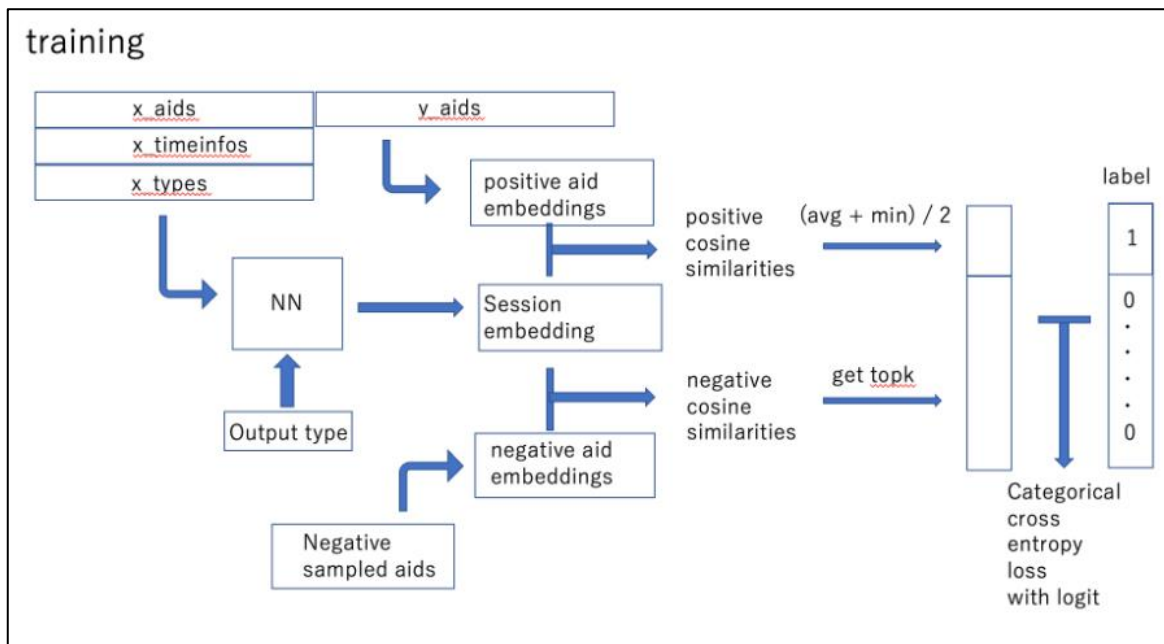 training
x_aids
y_aids
x_timeinfos
x_types
positive aid
embeddings
label
positive
cosine
similarities
(avg + min) / 2
1
NN
Session
embedding
0
.
.
.
.
.
0
negative
cosine
similarities
get topk
Output type
negative aid
embeddings
Negative
sampled aids
Categorical
cross
entropy
loss
with logit